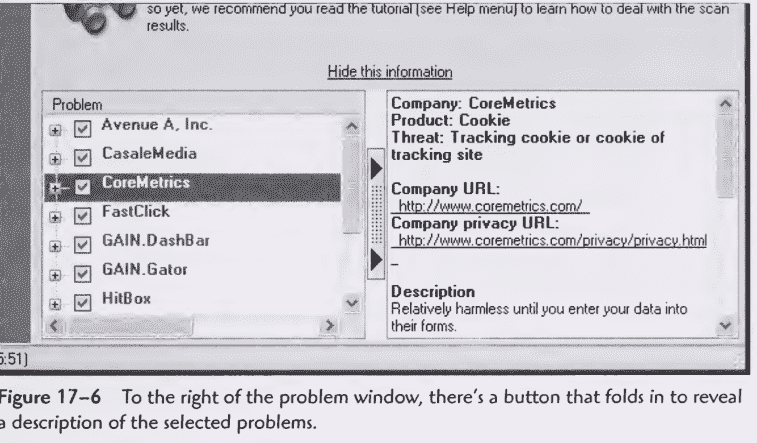 so yet, we recommend you read the tutorial (see Help menu) to learn how to deal with the scan
results.
Hide this information
Problem
Avenue A, Inc.
CasaleMedia
CoreMetrics
FastClick
GAIN.DashBar
GAIN.Gator
HitBox
Company: CoreMetrics
Product: Cookie
Threat: Tracking cookie or cookie of
tracking site
Company URL:
http://www.coremetrics.com/
Company privacy URL:
http://www.coremetrics.com/privacy/privacy.html
–
Description
Relatively harmless until you enter your data into
their forms.
5:51)
Figure 17–6 To the right of the problem window, there's a button that folds in to reveal
a description of the selected problems.